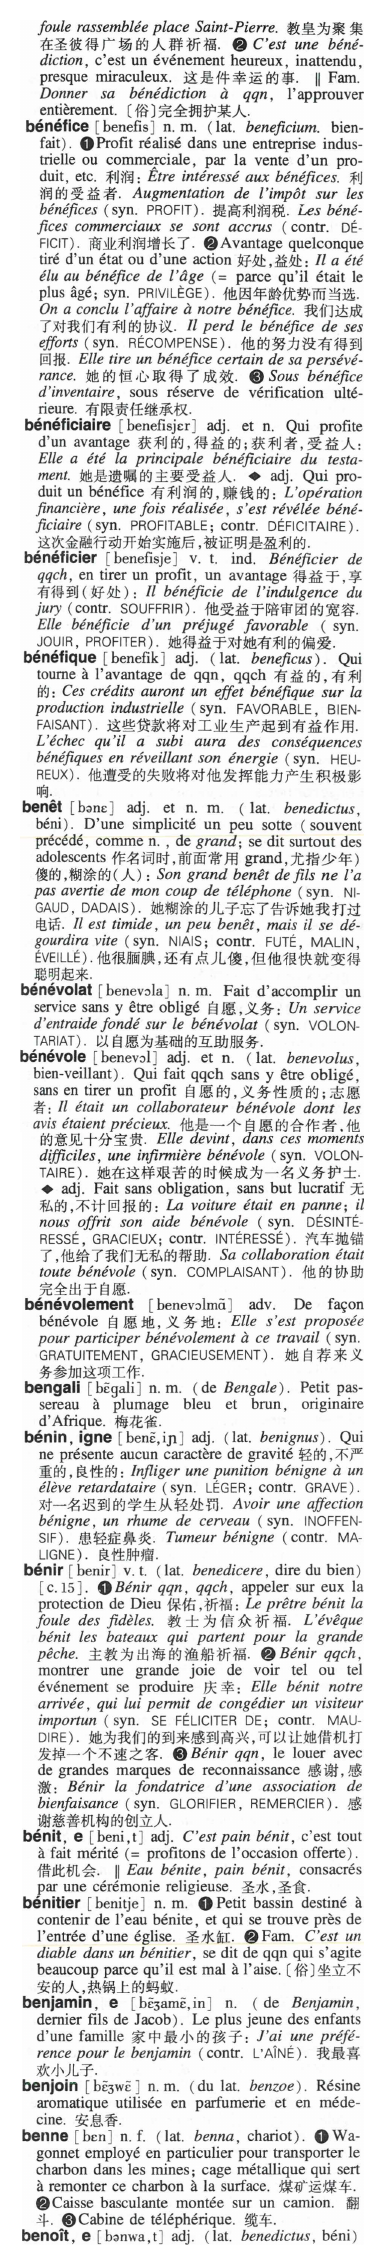 foule rassemblée place Saint-Pierre. 教皇为聚集
在圣彼得广场的人群祈福. ❷ C'est une béné-
diction, c'est un événement heureux, inattendu,
presque miraculeux. 这是件幸运的事. ‖ Fam.
Donner sa bénédiction à qqn, l'approuver
entièrement. 〔俗〕完全拥护某人.
bénéfice [benefis] n. m. (lat. beneficium. bien-
fait). ❶Profit réalisé dans une entreprise indus-
trielle ou commerciale, par la vente d'un pro-
duit, etc. 利润: Être intéressé aux bénéfices. 利
润的受益者. Augmentation de l'impôt sur les
bénéfices (syn. PROFIT). 提高利润税. Les béné-
fices commerciaux se sont accrus (contr. DÉ-
FICIT). 商业利润增长了. ❷Avantage quelconque
tiré d'un état ou d'une action 好处,益处: Il a été
élu au bénéfice de l'âge (= parce qu'il était le
plus âgé; syn. PRIVILÈGE). 他因年龄优势而当选.
On a conclu l'affaire à notre bénéfice. 我们达成
了对我们有利的协议. Il perd le bénéfice de ses
efforts (syn. RÉCOMPENSE). 他的努力没有得到
回报. Elle tire un bénéfice certain de sa persévé-
rance. 她的恒心取得了成效. ❸ Sous bénéfice
d'inventaire, sous réserve de vérification ulté-
rieure. 有限责任继承权.
bénéficiaire [benefisjɛr] adj. et n. Qui profite
d'un avantage 获利的,得益的;获利者,受益人:
Elle a été la principale bénéficiaire du testa-
ment. 她是遗嘱的主要受益人. ◆ adj. Qui pro-
duit un bénéfice 有利润的,赚钱的: L'opération
financière, une fois réalisée, s'est révélée béné-
ficiaire (syn. PROFITABLE; contr. DÉFICITAIRE).
这次金融行动开始实施后,被证明是盈利的.
bénéficier [benefisje] v. t. ind. Bénéficier de
qqch, en tirer un profit, un avantage 得益于,享
有得到(好处): Il bénéficie de l'indulgence du
jury (contr. SOUFFRIR). 他受益于陪审团的宽容.
Elle bénéficie d'un préjugé favorable ( syn.
JOUIR, PROFITER). 她得益于对她有利的偏爱.
bénéfique [benefik] adj. (lat. beneficus). Qui
tourne à l'avantage de qqn, qqch 有益的,有利
的: Ces crédits auront un effet bénéfique sur la
production industrielle (syn. FAVORABLE, BIEN-
FAISANT). 这些贷款将对工业生产起到有益作用.
L'échec qu'il a subi aura des conséquences
bénéfiques en réveillant son énergie (syn. HEU-
REUX). 他遭受的失败将对他发挥能力产生积极影
响.
benêt [bənɛ] adj. et n. m. ( lat. benedictus,
béni). D'une simplicité un peu sotte (souvent
précédé, comme n. , de grand; se dit surtout des
adolescents 作名词时,前面常用 grand,尤指少年)
傻的,糊涂的(人): Son grand benêt de fils ne l'a
pas avertie de mon coup de téléphone (syn. NI-
GAUD, DADAIS). 她糊涂的儿子忘了告诉她我打过
电话. Il est timide, un peu benêt, mais il se dé-
gourdira vite (syn. NIAIS; contr. FUTÉ, MALIN,
ÉVEILLÉ). 他很腼腆,还有点儿傻,但他很快就变得
聪明起来.
bénévolat [benevɔla] n. m. Fait d'accomplir un
service sans y être obligé 自愿,义务: Un service
d'entraide fondé sur le bénévolat (syn. VOLON-
TARIAT). 以自愿为基础的互助服务.
bénévole [benevɔl] adj. et n. (lat. benevolus,
bien-veillant). Qui fait qqch sans y être obligé,
sans en tirer un profit 自愿的,义务性质的;志愿
者: Il était un collaborateur bénévole dont les
avis étaient précieux. 他是一个自愿的合作者,他
的意见十分宝贵. Elle devint, dans ces moments
difficiles, une infirmière bénévole (syn. VOLON-
TAIRE). 她在这样艰苦的时候成为一名义务护士.
◆ adj. Fait sans obligation, sans but lucratif 无
私的,不计回报的: La voiture était en panne; il
nous offrit son aide bénévole ( syn. DÉSINTÉ-
RESSÉ, GRACIEUX; contr. INTÉRESSÉ). 汽车抛锚
了,他给了我们无私的帮助. Sa collaboration était
toute bénévole (syn. COMPLAISANT). 他的协助
完全出于自愿.
bénévolement [benevɔlmɑ̃] adv. De façon
bénévole 自愿地,义务地: Elle s'est proposée
pour participer bénévolement à ce travail (syn.
GRATUITEMENT, GRACIEUSEMENT). 她自荐来义
务参加这项工作.
bengali [bɛ̃gali] n. m. (de Bengale). Petit pas-
sereau à plumage bleu et brun, originaire
d'Afrique. 梅花雀.
bénin, igne [benɛ̃,iɲ] adj. (lat. benignus). Qui
ne présente aucun caractère de gravité 轻的,不严
重的,良性的: Infliger une punition bénigne à un
élève retardataire (syn. LÉGER; contr. GRAVE).
对一名迟到的学生从轻处罚. Avoir une affection
bénigne, un rhume de cerveau (syn. INOFFEN-
SIF). 患轻症鼻炎. Tumeur bénigne (contr. MA-
LIGNE). 良性肿瘤.
bénir [benir] v. t. (lat. benedicere, dire du bien)
[c. 15]. ❶Bénir qqn, qqch, appeler sur eux la
protection de Dieu 保佑,祈福: Le prêtre bénit la
foule des fidèles. 教士为信众祈福. L'évêque
bénit les bateaux qui partent pour la grande
pêche. 主教为出海的渔船祈福. ❷ Bénir qqch,
montrer une grande joie de voir tel ou tel
événement se produire 庆幸: Elle bénit notre
arrivée, qui lui permit de congédier un visiteur
importun ( syn. SE FÉLICITER DE; contr. MAU-
DIRE). 她为我们的到来感到高兴,可以让她借机打
发掉一个不速之客. ❸ Bénir qqn, le louer avec
de grandes marques de reconnaissance 感谢,感
激: Bénir la fondatrice d'une association de
bienfaisance (syn. GLORIFIER, REMERCIER). 感
谢慈善机构的创立人.
bénit, e [beni,t] adj. C'est pain bénit, c'est tout
à fait mérité (= profitons de l'occasion offerte).
借此机会. ‖ Eau bénite, pain bénit, consacrés
par une cérémonie religieuse. 圣水,圣食.
bénitier [benitje] n. m. ❶ Petit bassin destiné à
contenir de l'eau bénite, et qui se trouve près de
l'entrée d'une église. 圣水缸. ❷Fam. C'est un
diable dans un bénitier, se dit de qqn qui s'agite
beaucoup parce qu'il est mal à l'aise. 〔俗〕坐立不
安的人,热锅上的蚂蚁.
benjamin, e [bɛ̃ʒamɛ̃,in] n. ( de Benjamin,
dernier fils de Jacob). Le plus jeune des enfants
d'une famille 家中最小的孩子: J'ai une préfé-
rence pour le benjamin (contr. L'AÎNÉ). 我最喜
欢小儿子.
benjoin [bɛ̃ʒwɛ̃] n. m. (du lat. benzoe). Résine
aromatique utilisée en parfumerie et en méde-
cine. 安息香.
benne [bɛn] n. f. (lat. benna, chariot). ❶Wa-
gonnet employé en particulier pour transporter le
charbon dans les mines; cage métallique qui sert
à remonter ce charbon à la surface. 煤矿运煤车.
❷Caisse basculante montée sur un camion. 翻
斗. ❸Cabine de téléphérique. 缆车.
benoît, e [bənwa,t] adj. (lat. benedictus, béni)